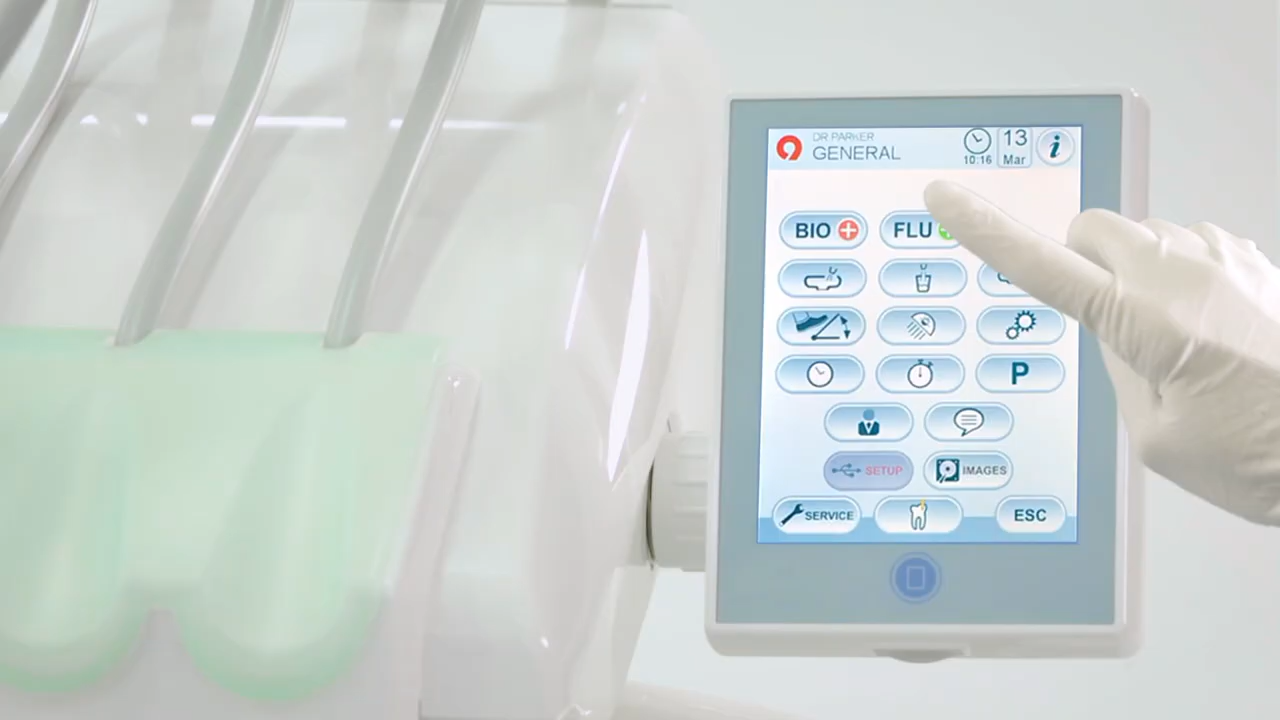 DR PARKER
GENERAL
10:16
13
Mar
i
BIO
FLU
P
SETUP
IMAGES
SERVICE
ESC